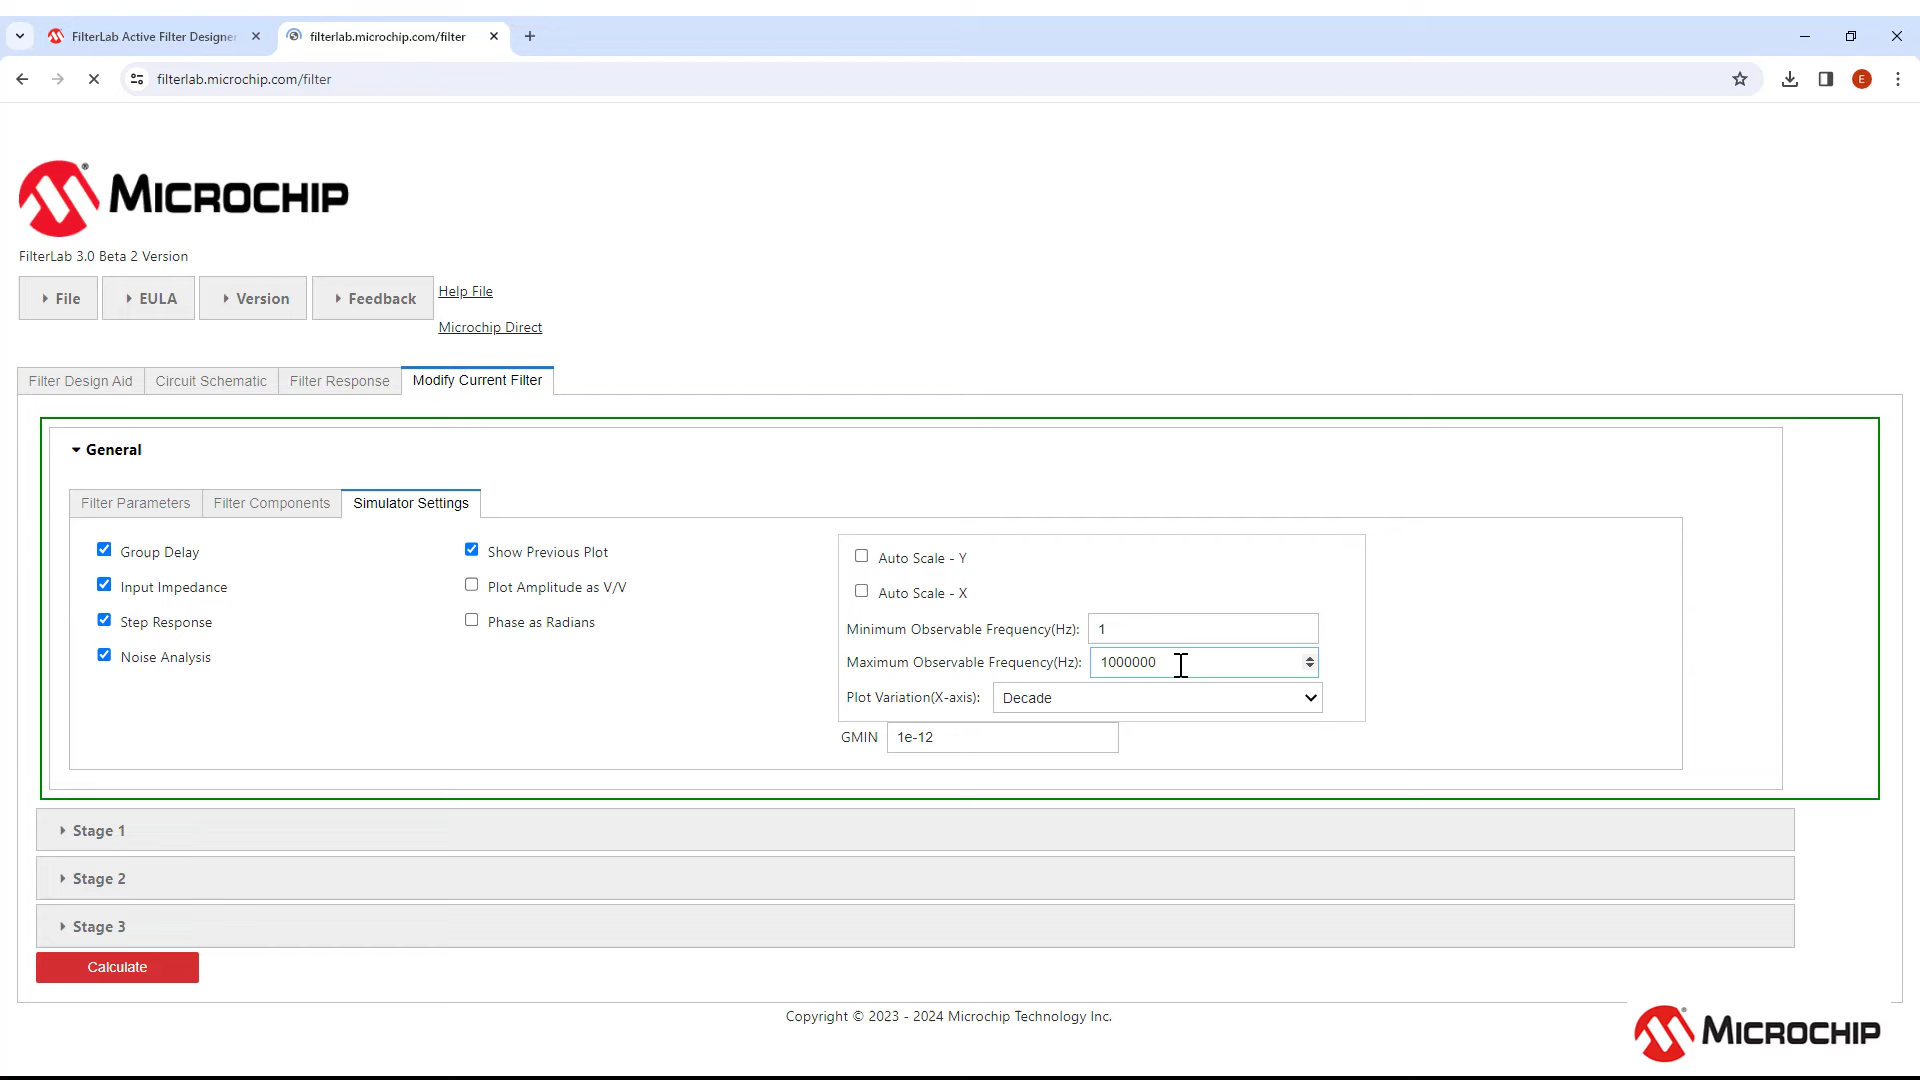 FilterLab Active Filter Designer
filterlab.microchip.com/filter
filterlab.microchip.com/filter
E
MICROCHIP
FilterLab 3.0 Beta 2 Version
File
EULA
Version
Feedback
Help File
Microchip Direct
Filter Design Aid
Circuit Schematic
Filter Response
Modify Current Filter
General
Filter Parameters
Filter Components
Simulator Settings
Group Delay
Input Impedance
Step Response
Noise Analysis
Show Previous Plot
Plot Amplitude as V/V
Phase as Radians
Auto Scale - Y
Auto Scale - X
Minimum Observable Frequency(Hz): 1
Maximum Observable Frequency(Hz): 1000000
Plot Variation(X-axis): Decade
GMIN 1e-12
Stage 1
Stage 2
Stage 3
Calculate
Copyright © 2023 - 2024 Microchip Technology Inc.
MICROCHIP